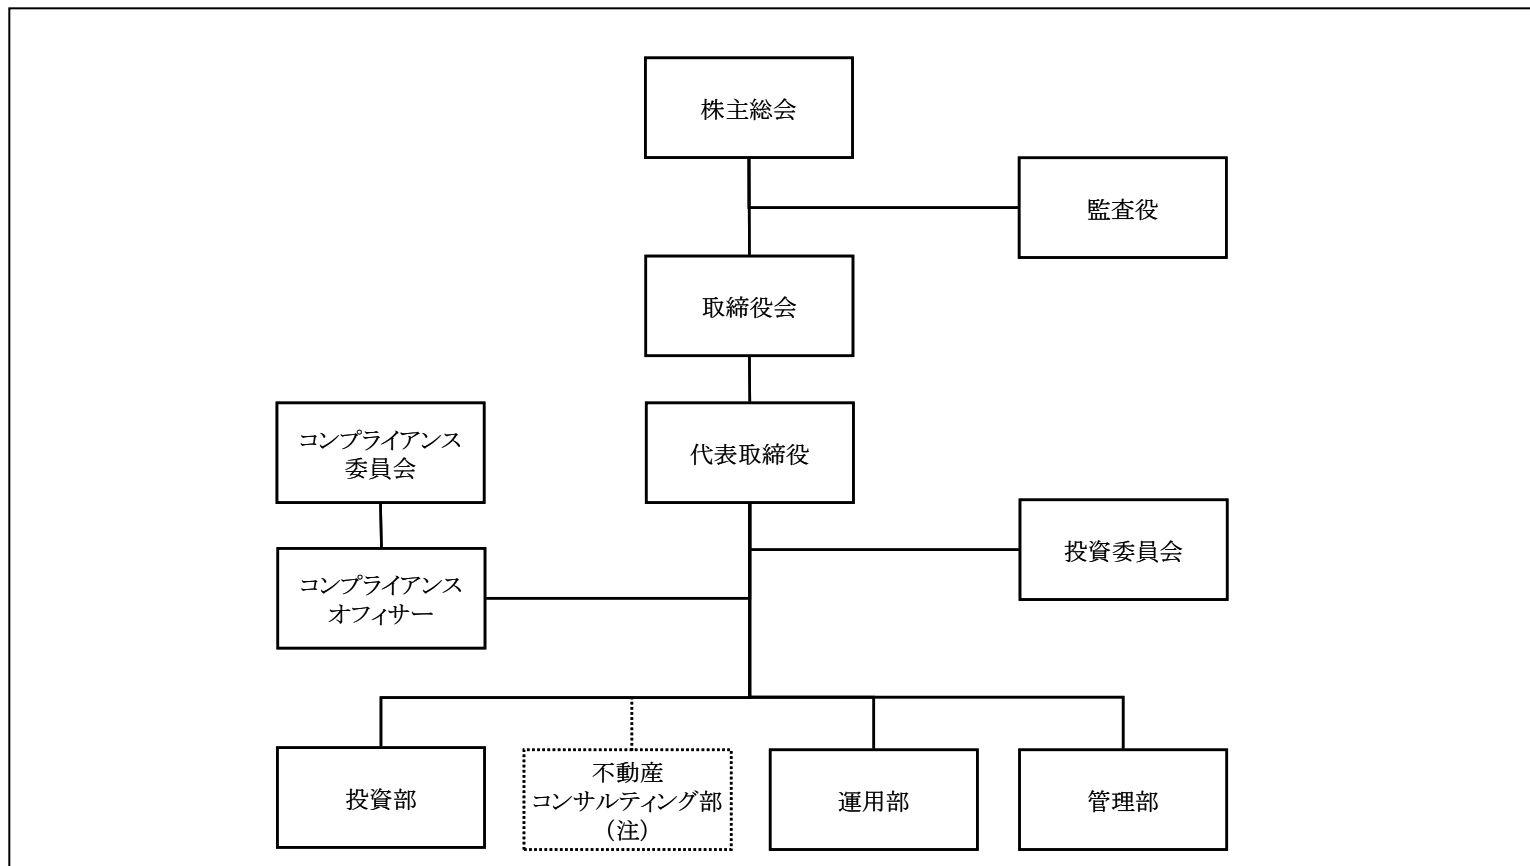 株主総会
監査役
取締役会
コンプライアンス
委員会
代表取締役
投資委員会
コンプライアンス
オフィサー
投資部
不動産
コンサルティング部
（注）
運用部
管理部